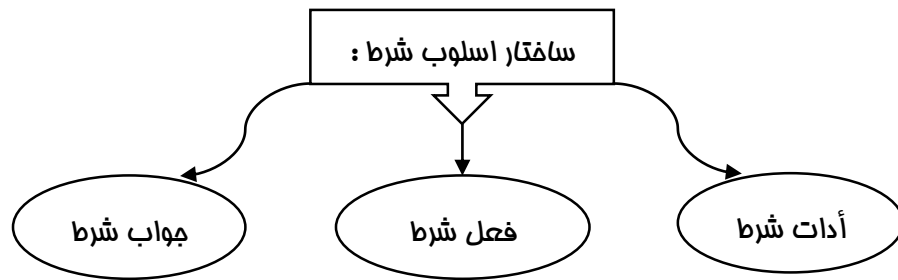 ساختار اسلوب شرط :
أدات شرط
فعل شرط
جواب شرط